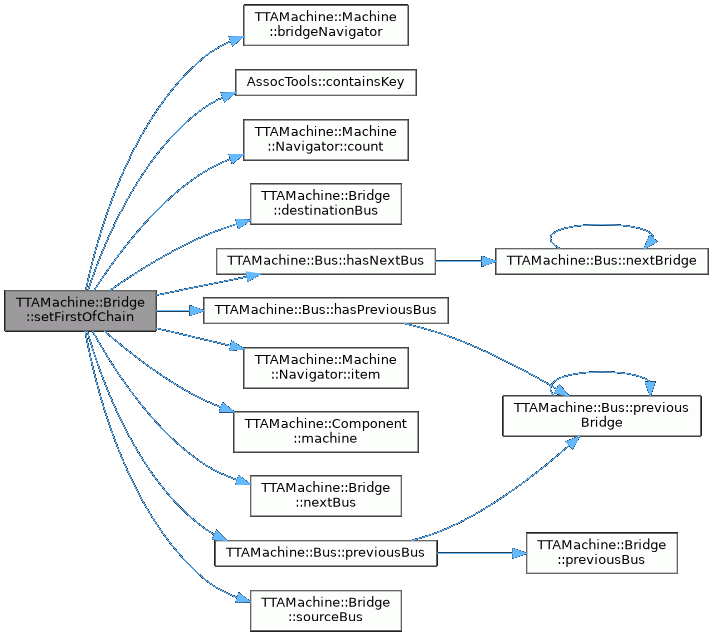 TTAMachine::Machine
::bridgeNavigator
AssocTools::containsKey
TTAMachine::Machine
::Navigator::count
TTAMachine::Bridge
::destinationBus
TTAMachine::Bus::hasNextBus
TTAMachine::Bus::nextBridge
TTAMachine::Bridge
::setFirstOfChain
TTAMachine::Bus::hasPreviousBus
TTAMachine::Machine
::Navigator::item
TTAMachine::Bus::previous
Bridge
TTAMachine::Component
::machine
TTAMachine::Bridge
::nextBus
TTAMachine::Bus::previousBus
TTAMachine::Bridge
::previousBus
TTAMachine::Bridge
::sourceBus